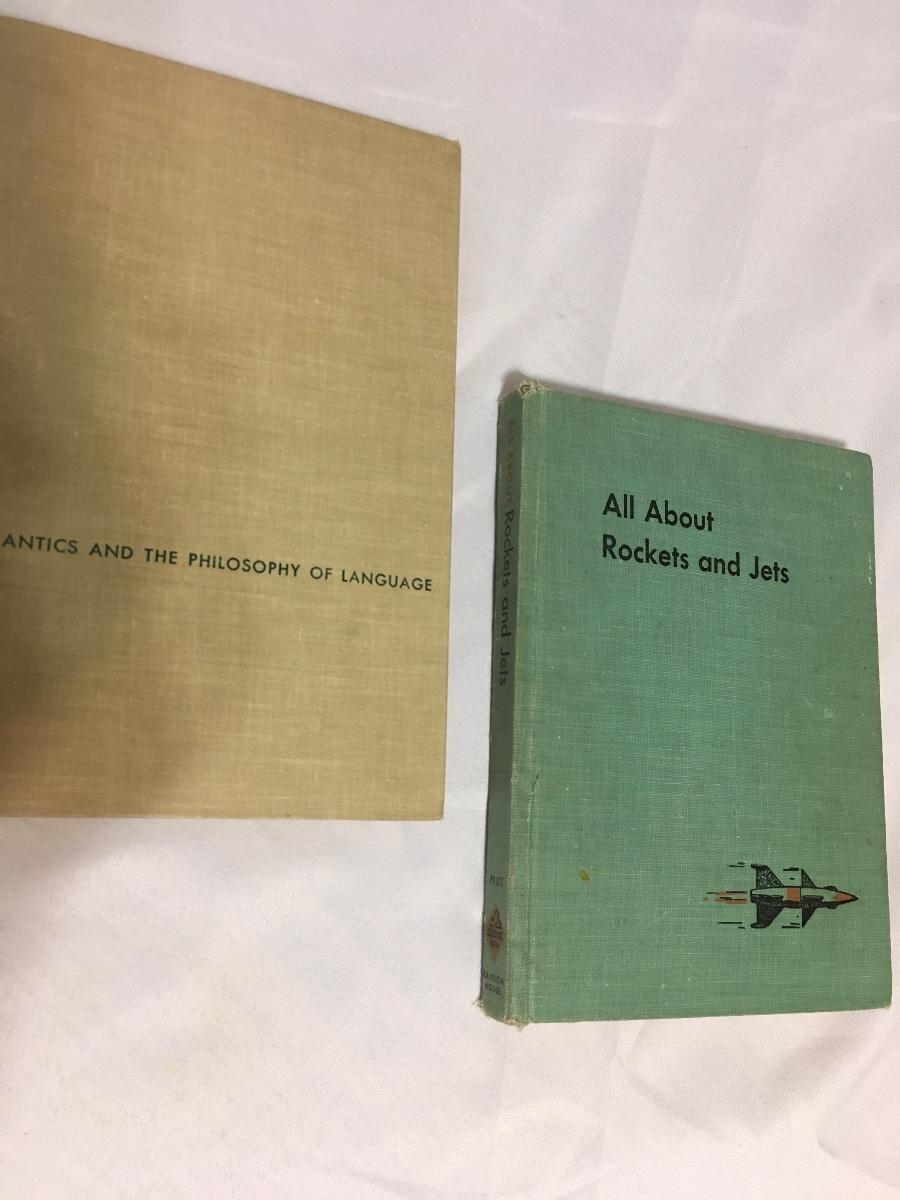 ANTICS AND THE PHILOSOPHY OF LANGUAGE
All About
Rockets and Jets
All About Rockets and Jets
PRATT
RANDOM
HOUSE